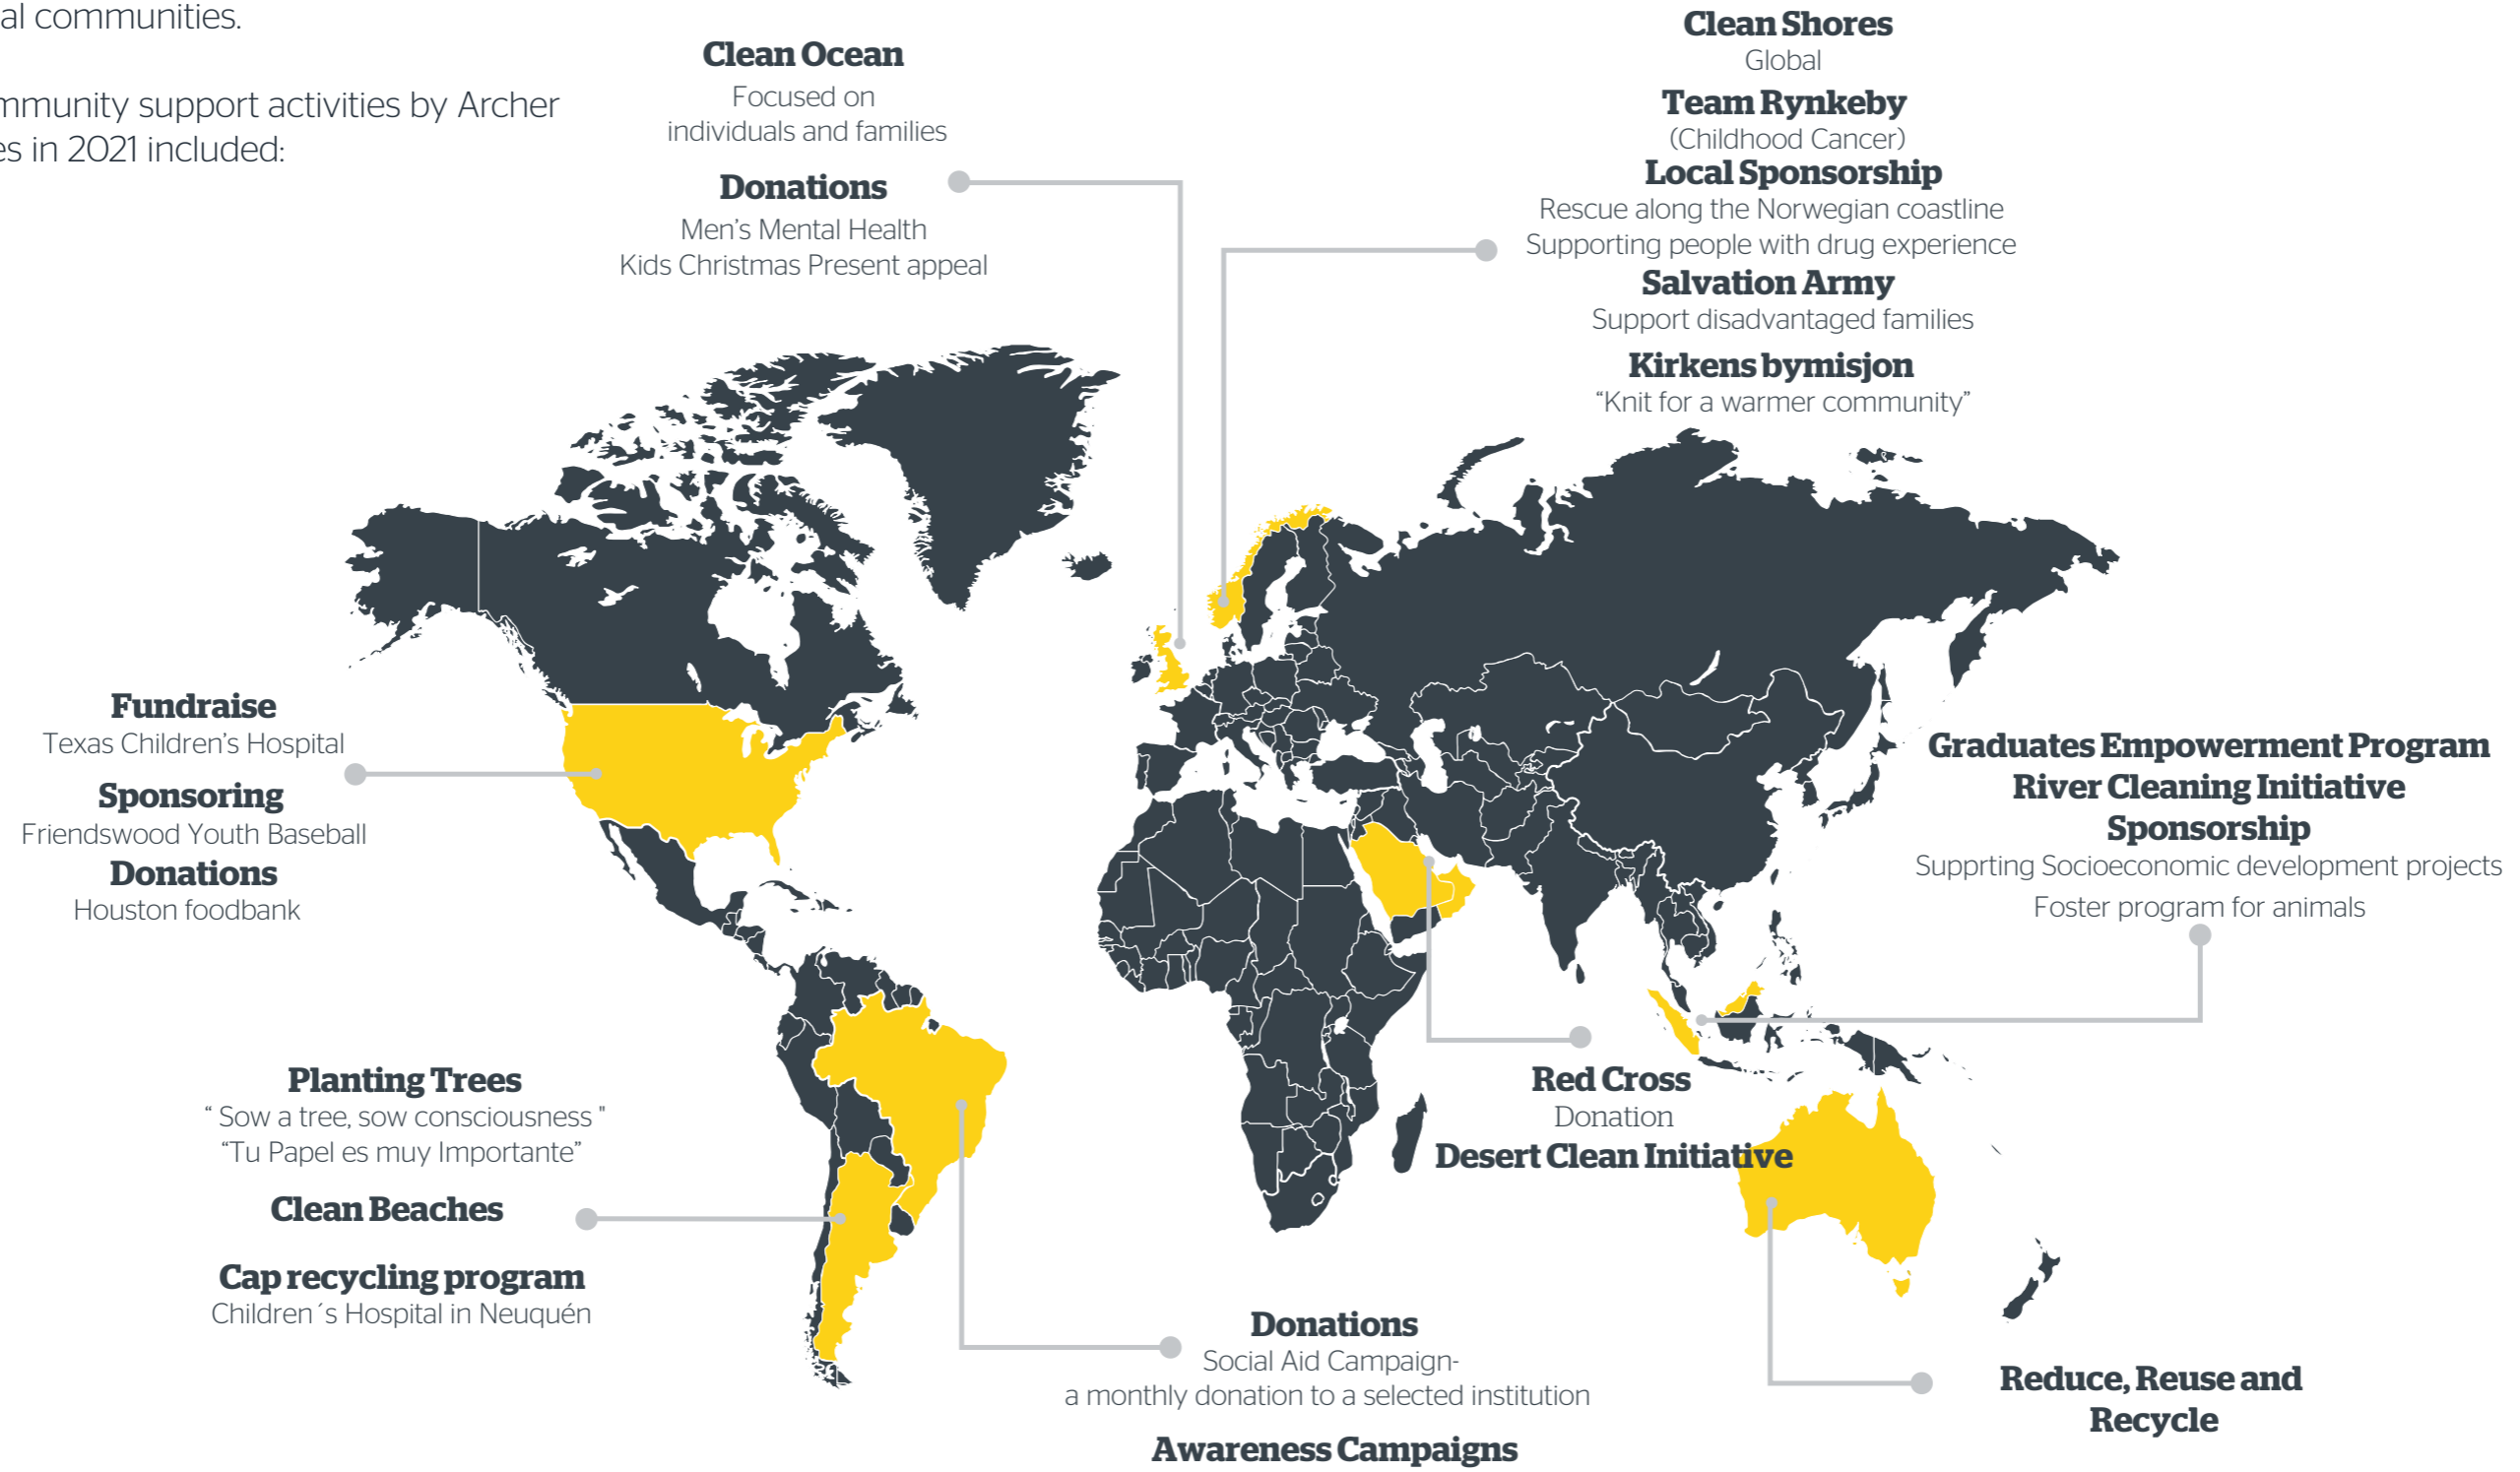 al communities.
mmunity support activities by Archer
es in 2021 included:
Clean Ocean
Focused on
individuals and families
Donations
Men's Mental Health
Kids Christmas Present appeal
Clean Shores
Global
Team Rynkeby
(Childhood Cancer)
Local Sponsorship
Rescue along the Norwegian coastline
Supporting people with drug experience
Salvation Army
Support disadvantaged families
Kirkens bymisjon
“Knit for a warmer community”
Fundraise
Texas Children's Hospital
Sponsoring
Friendswood Youth Baseball
Donations
Houston foodbank
Graduates Empowerment Program
River Cleaning Initiative
Sponsorship
Supprting Socioeconomic development projects
Foster program for animals
Planting Trees
“ Sow a tree, sow consciousness "
“Tu Papel es muy Importante”
Clean Beaches
Cap recycling program
Children´s Hospital in Neuquén
Red Cross
Donation
Desert Clean Initiative
Donations
Social Aid Campaign-
a monthly donation to a selected institution
Awareness Campaigns
Reduce, Reuse and
Recycle